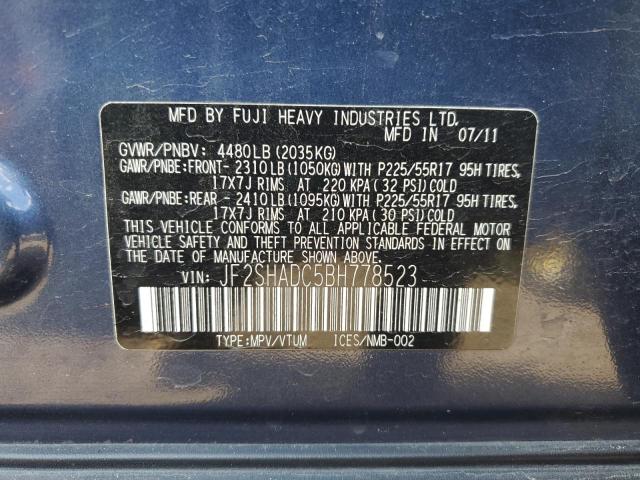 MFD BY FUJI HEAVY INDUSTRIES LTD.
MFD IN 07/11
GVWR/PNBV: 4480LB(2035KG)
GAWR/PNBE:FRONT- 2310LB(1050KG)WITH P225/55R17 95H TIRES,
17X7J RIMS AT 220 KPA( 32 PSI)COLD
GAWR/PNBE:REAR - 2410LB(1095KG)WITH P225/55R17 95H TIRES,
17X7J RIMS AT 210 KPA( 30 PSI)COLD
THIS VEHICLE CONFORMS TO ALL APPLICABLE FEDERAL MOTOR
VEHICLE SAFETY AND THEFT PREVENTION STANDARDS IN EFFECT
ON THE DATE OF MANUFACTURE SHOWN ABOVE.
VIN: JF2SHADC5BH778523
TYPE:MPV/VTUM ICES/NMB-002